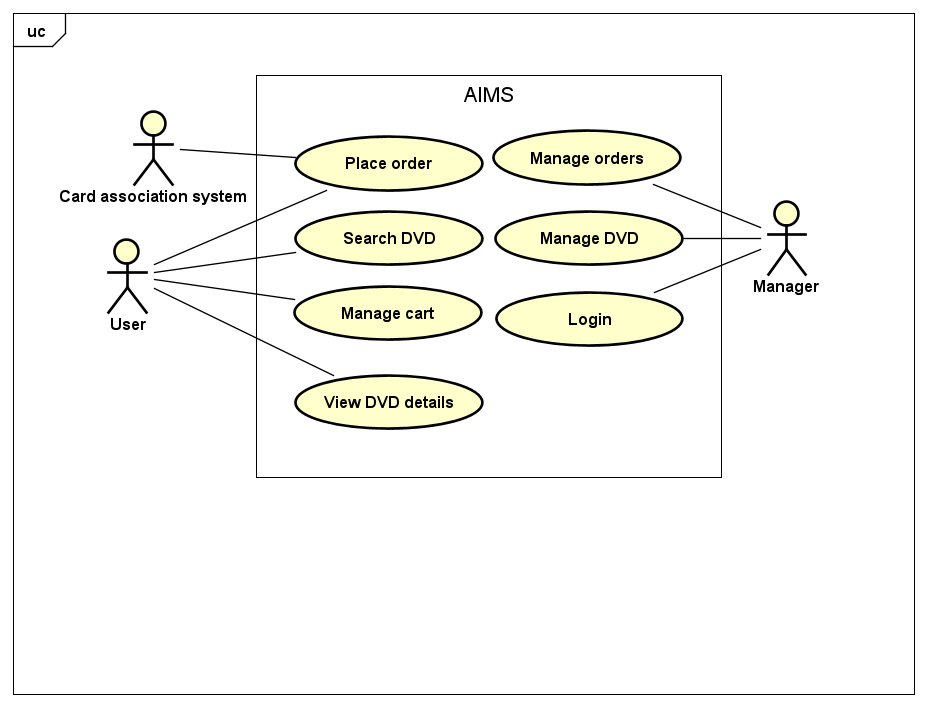 uc
AIMS
Card association system
User
Place order
Search DVD
Manage cart
View DVD details
Manage orders
Manage DVD
Login
Manager